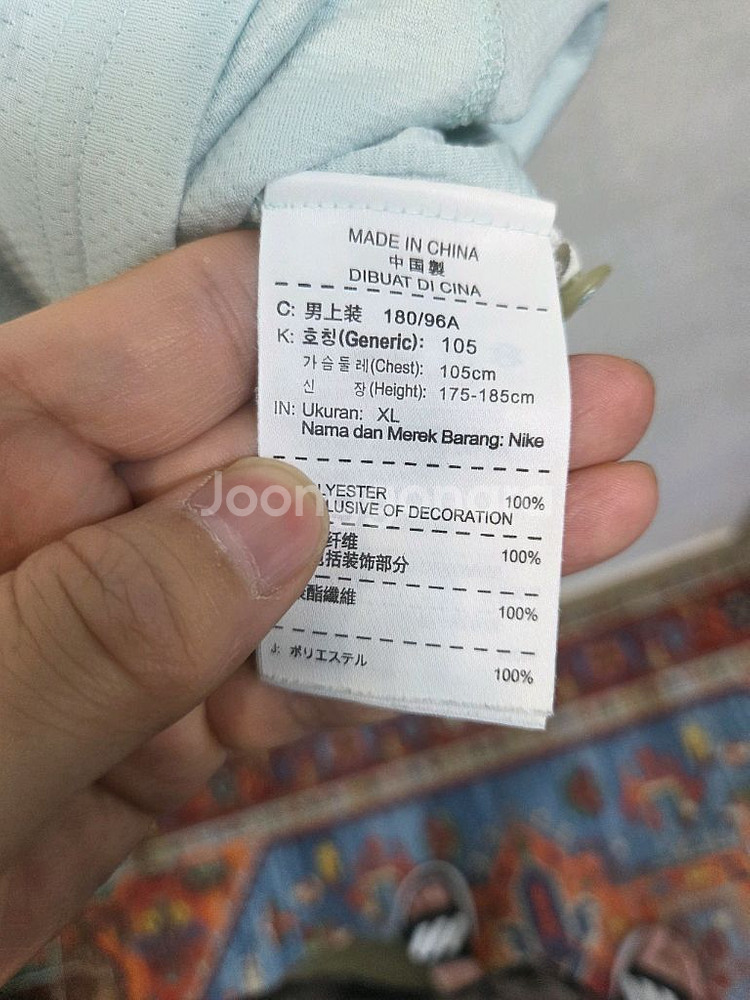 MADE IN CHINA
中国製
DIBUAT DI CINA
C: 男上装 180/96A
K: 호칭(Generic): 105
가슴둘레(Chest): 105cm
신 장(Height): 175-185cm
IN: Ukuran: XL
Nama dan Merek Barang: Nike
LYESTER 100%
LUSIVE OF DECORATION
纤维 100%
括装饰部分
酯纖維 100%
J: ポリエステル 100%